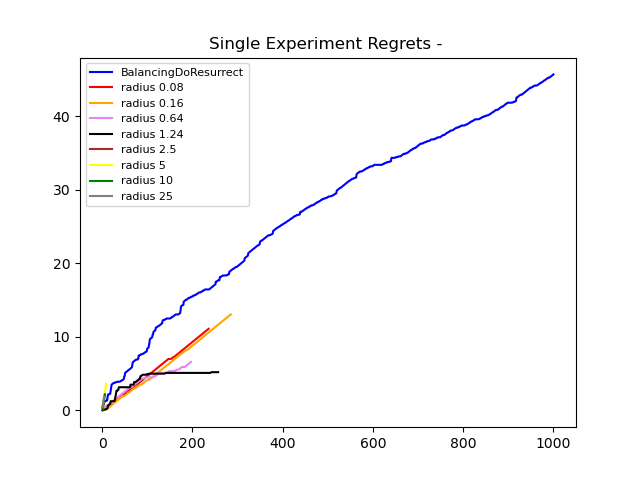 Single Experiment Regrets -
BalancingDoResurrect
radius 0.08
radius 0.16
radius 0.64
radius 1.24
radius 2.5
radius 5
radius 10
radius 25
40
30
20
10
0
0 200 400 600 800 1000